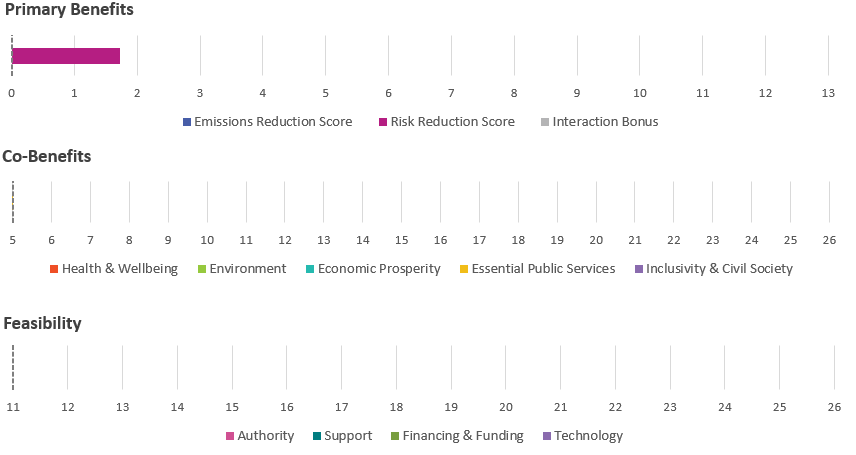 Primary Benefits
0 1 2 3 4 5 6 7 8 9 10 11 12 13
Emissions Reduction Score Risk Reduction Score Interaction Bonus
Co-Benefits
5 6 7 8 9 10 11 12 13 14 15 16 17 18 19 20 21 22 23 24 25 26
Health & Wellbeing Environment Economic Prosperity Essential Public Services Inclusivity & Civil Society
Feasibility
11 12 13 14 15 16 17 18 19 20 21 22 23 24 25 26
Authority Support Financing & Funding Technology